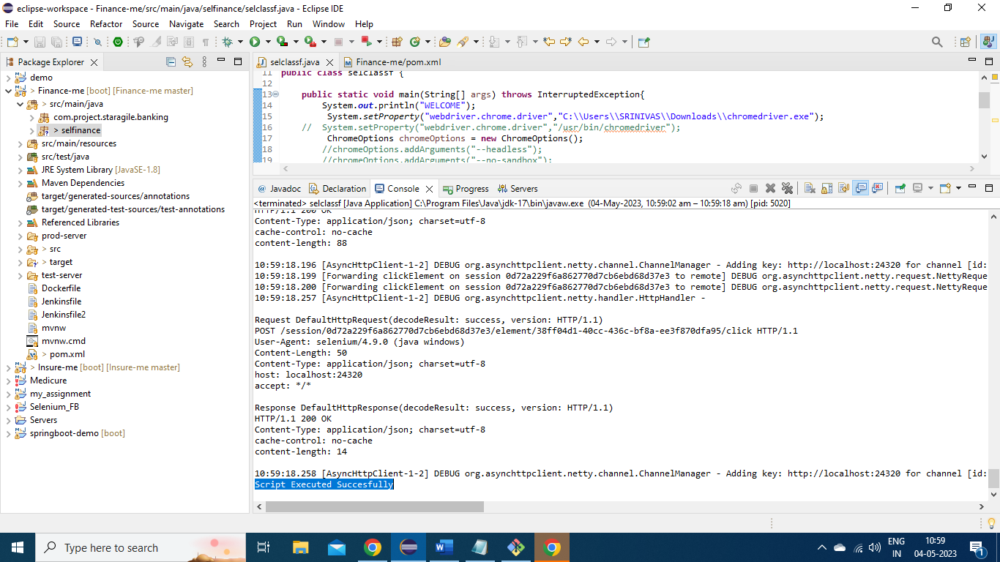 eclipse-workspace - Finance-me/src/main/java/selfinance/selclassf.java - Eclipse IDE
File Edit Source Refactor Source Navigate Search Project Run Window Help
Package Explorer
demo
> Finance-me [boot] [Finance-me master]
> src/main/java
com.project.staragile.banking
> selfinance
src/main/resources
src/test/java
JRE System Library [JavaSE-1.8]
Maven Dependencies
target/generated-sources/annotations
target/generated-test-sources/test-annotations
Referenced Libraries
prod-server
> src
> target
test-server
Dockerfile
Jenkinsfile
Jenkinsfile2
mvnw
mvnw.cmd
> pom.xml
> Insure-me [boot] [Insure-me master]
Medicure
my_assignment
Selenium_FB
Servers
springboot-demo [boot]
selclassf.java Finance-me/pom.xml
11 public class selclassf {
12
13 public static void main(String[] args) throws InterruptedException{
14 System.out.println("WELCOME");
15 System.setProperty("webdriver.chrome.driver","C:\\Users\\SRINIVAS\\Downloads\\chromedriver.exe");
16 // System.setProperty("webdriver.chrome.driver","/usr/bin/chromedriver");
17 ChromeOptions chromeOptions = new ChromeOptions();
18 //chromeOptions.addArguments("--headless");
19 //chromeOptions.addArguments("--no-sandbox");
Javadoc Declaration Console Progress Servers
<terminated> selclassf [Java Application] C:\Program Files\Java\jdk-17\bin\javaw.exe (04-May-2023, 10:59:02 am – 10:59:18 am) [pid: 5020]
HTTP/1.1 200 OK
Content-Type: application/json; charset=utf-8
cache-control: no-cache
content-length: 88
10:59:18.196 [AsyncHttpClient-1-2] DEBUG org.asynchttpclient.netty.channel.ChannelManager - Adding key: http://localhost:24320 for channel [id:
10:59:18.199 [Forwarding clickElement on session 0d72a229f6a862770d7cb6ebd68d37e3 to remote] DEBUG org.asynchttpclient.netty.request.NettyReque
10:59:18.200 [Forwarding clickElement on session 0d72a229f6a862770d7cb6ebd68d37e3 to remote] DEBUG org.asynchttpclient.netty.request.NettyReque
10:59:18.257 [AsyncHttpClient-1-2] DEBUG org.asynchttpclient.netty.handler.HttpHandler -
Request DefaultHttpRequest(decodeResult: success, version: HTTP/1.1)
POST /session/0d72a229f6a862770d7cb6ebd68d37e3/element/38ff04d1-40cc-436c-bf8a-ee3f870dfa95/click HTTP/1.1
User-Agent: selenium/4.9.0 (java windows)
Content-Length: 50
Content-Type: application/json; charset=utf-8
host: localhost:24320
accept: */*
Response DefaultHttpResponse(decodeResult: success, version: HTTP/1.1)
HTTP/1.1 200 OK
Content-Type: application/json; charset=utf-8
cache-control: no-cache
content-length: 14
10:59:18.258 [AsyncHttpClient-1-2] DEBUG org.asynchttpclient.netty.channel.ChannelManager - Adding key: http://localhost:24320 for channel [id:
Script Executed Succesfully
Type here to search
ENG
IN
10:59
04-05-2023
1